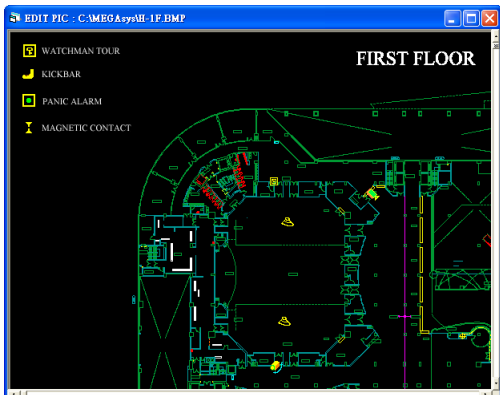 EDIT PIC : C:\MEGAsys\H-1F.BMP
WATCHMAN TOUR
FIRST FLOOR
KICKBAR
PANIC ALARM
MAGNETIC CONTACT